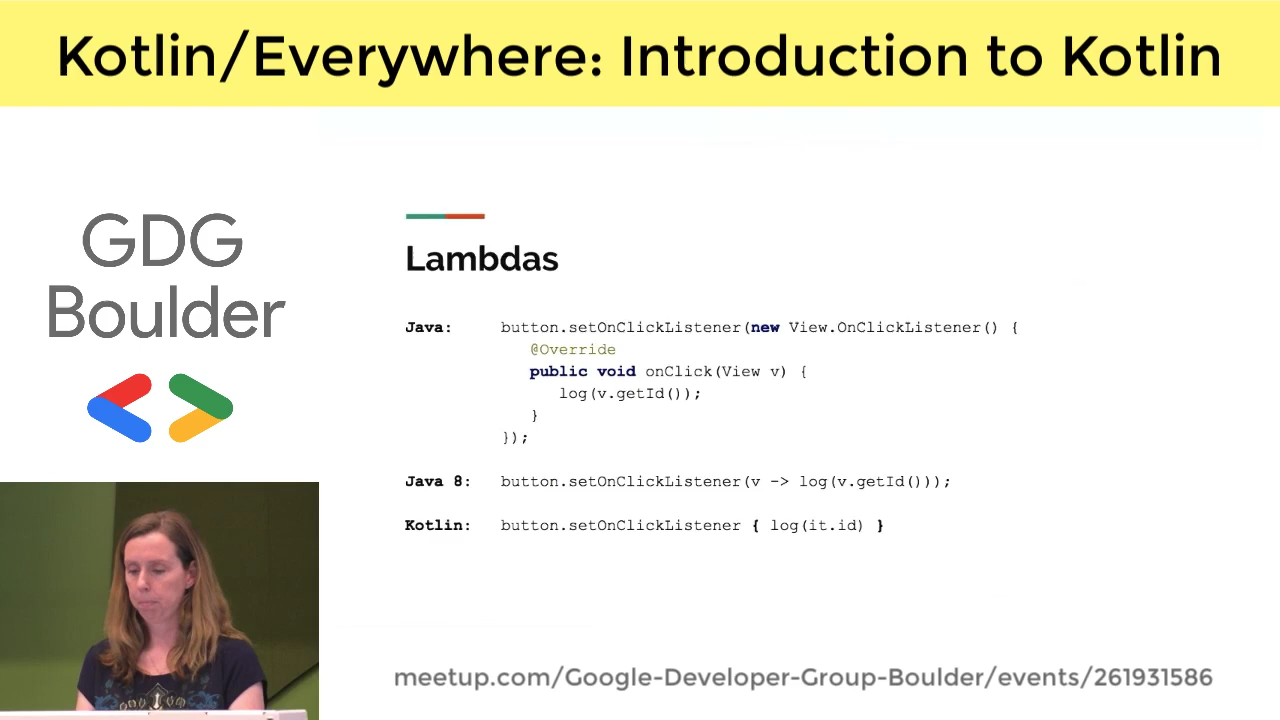 Kotlin/Everywhere: Introduction to Kotlin
GDG
Boulder
Lambdas
Java: button.setOnClickListener(new View.OnClickListener() {
@Override
public void onClick(View v) {
log(v.getId());
}
});
Java 8: button.setOnClickListener(v -> log(v.getId()));
Kotlin: button.setOnClickListener { log(it.id) }
meetup.com/Google-Developer-Group-Boulder/events/261931586